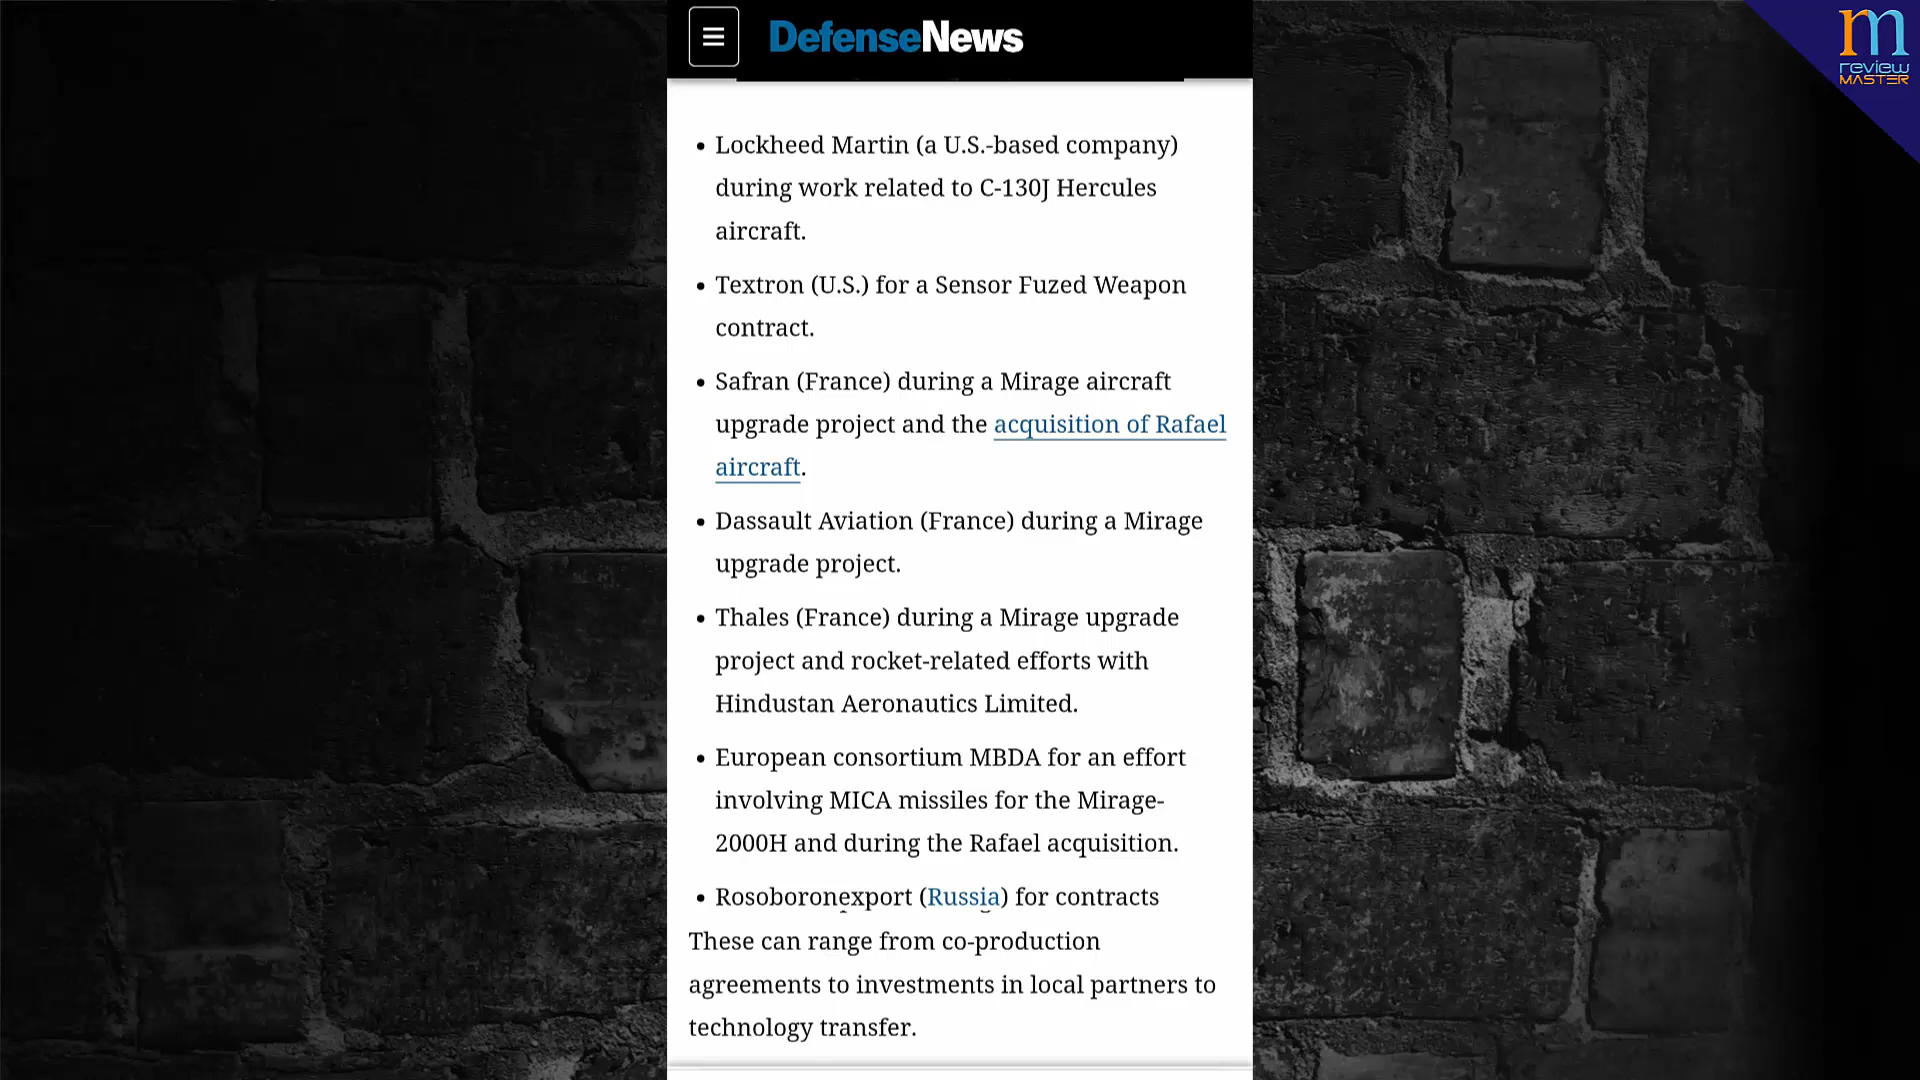 DefenseNews
m
review
MASTER
• Lockheed Martin (a U.S.-based company)
during work related to C-130J Hercules
aircraft.
• Textron (U.S.) for a Sensor Fuzed Weapon
contract.
• Safran (France) during a Mirage aircraft
upgrade project and the acquisition of Rafael
aircraft.
• Dassault Aviation (France) during a Mirage
upgrade project.
• Thales (France) during a Mirage upgrade
project and rocket-related efforts with
Hindustan Aeronautics Limited.
• European consortium MBDA for an effort
involving MICA missiles for the Mirage-
2000H and during the Rafael acquisition.
• Rosoboronexport (Russia) for contracts
These can range from co-production
agreements to investments in local partners to
technology transfer.